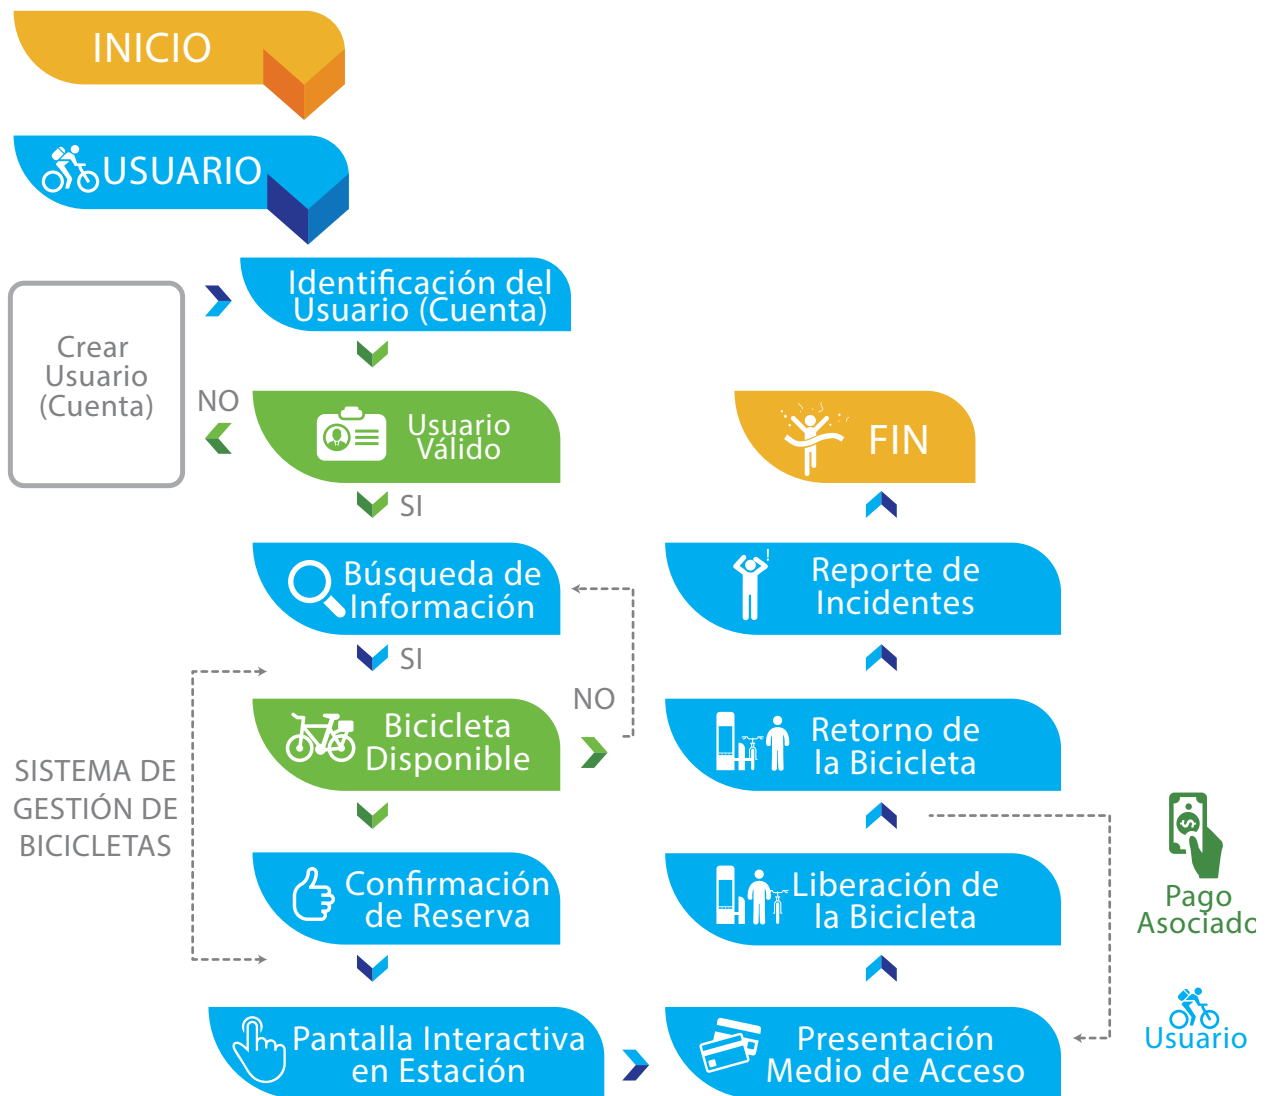 INICIO
USUARIO
Identificación del
Usuario (Cuenta)
Crear
Usuario
(Cuenta)
NO
Usuario
Válido
SI
Búsqueda de
Información
SI
Bicicleta
Disponible
NO
SISTEMA DE
GESTIÓN DE
BICICLETAS
Confirmación
de Reserva
Pantalla Interactiva
en Estación
Presentación
Medio de Acceso
Liberación de
la Bicicleta
Retorno de
la Bicicleta
Reporte de
Incidentes
FIN
Pago
Asociado
Usuario